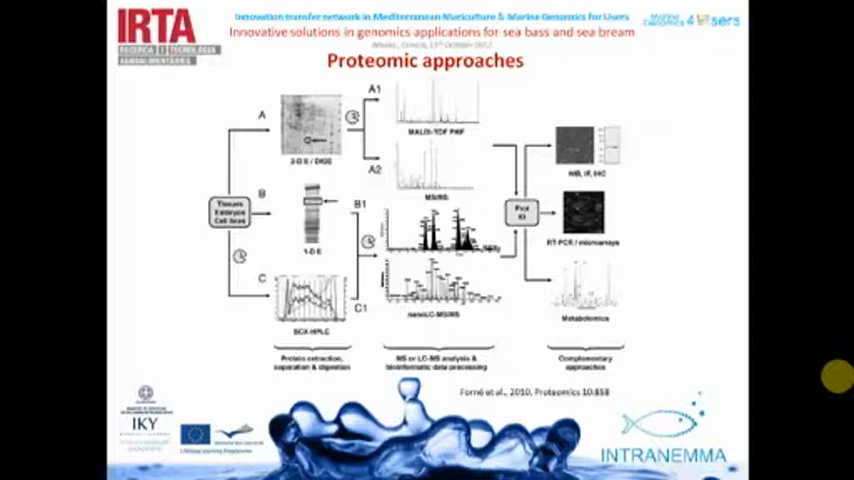 IRTA
RECERCA I TECNOLOGIA
AGROALIMENTÀRIES
Innovation transfer network in Mediterranean Mariculture & Marine Genomics for Users
Innovative solutions in genomics applications for sea bass and sea bream
4 users
Proteomic approaches
A
A1
MALDI-TOF PMF
2-D E / DIGE
A2
MS/MS
WB, IF, IHC
Tissues
Embryos
Cell lines
B
B1
Prot
ID
RT-PCR / microarrays
1-D E
C
C1
nanoLC-MS/MS
SCX-HPLC
Metabolomics
Protein extraction,
separation & digestion
MS or LC-MS analysis &
bioinformatic data processing
Complementary
approaches
Forné et al., 2010, Proteomics 10:858
IKY
INTRANEMMA